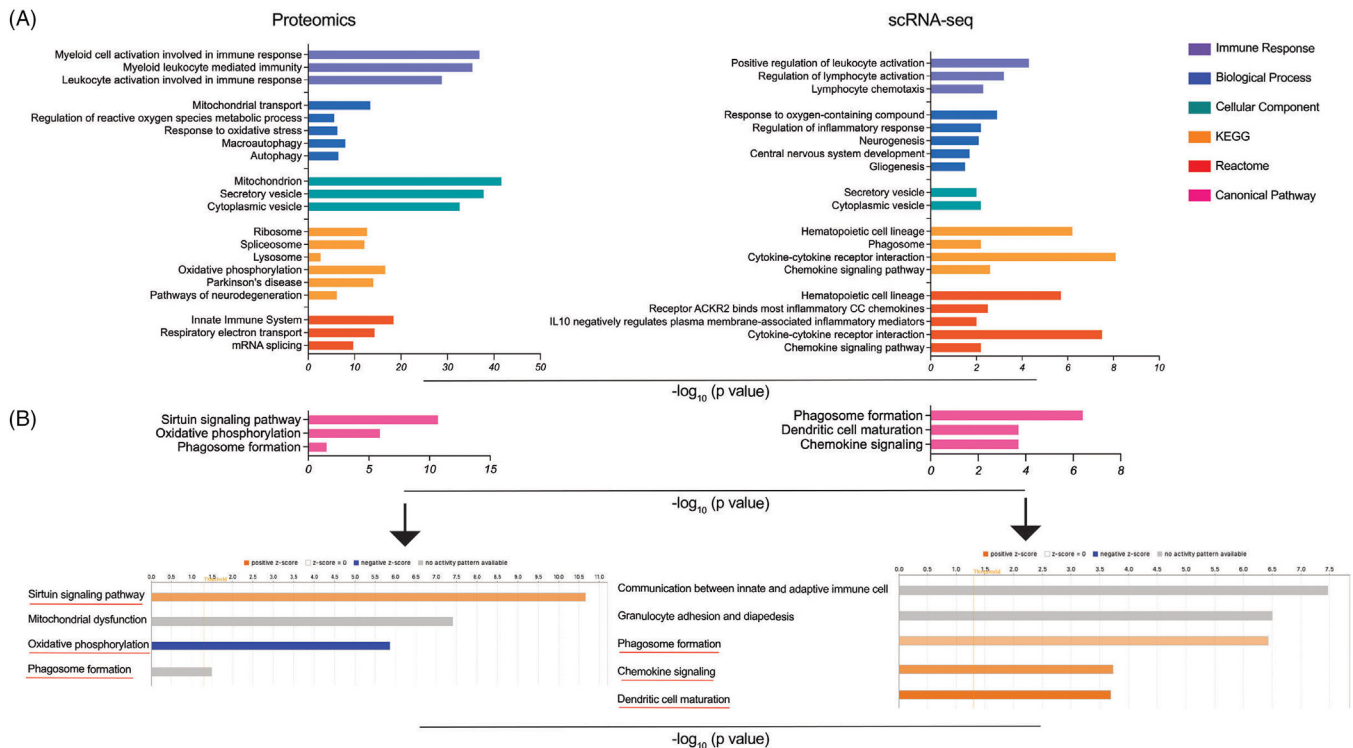 (A)
Proteomics
Myeloid cell activation involved in immune response
Myeloid leukocyte mediated immunity
Leukocyte activation involved in immune response
Mitochondrial transport
Regulation of reactive oxygen species metabolic process
Response to oxidative stress
Macroautophagy
Autophagy
Mitochondrion
Secretory vesicle
Cytoplasmic vesicle
Ribosome
Spliceosome
Lysosome
Oxidative phosphorylation
Parkinson's disease
Pathways of neurodegeneration
Innate Immune System
Respiratory electron transport
mRNA splicing
0 10 20 30 40 50
scRNA-seq
Positive regulation of leukocyte activation
Regulation of lymphocyte activation
Lymphocyte chemotaxis
Response to oxygen-containing compound
Regulation of inflammatory response
Neurogenesis
Central nervous system development
Gliogenesis
Secretory vesicle
Cytoplasmic vesicle
Hematopoietic cell lineage
Phagosome
Cytokine-cytokine receptor interaction
Chemokine signaling pathway
Hematopoietic cell lineage
Receptor ACKR2 binds most inflammatory CC chemokines
IL10 negatively regulates plasma membrane-associated inflammatory mediators
Cytokine-cytokine receptor interaction
Chemokine signaling pathway
0 2 4 6 8 10
Immune Response
Biological Process
Cellular Component
KEGG
Reactome
Canonical Pathway
-log10 (p value)
(B)
Sirtuin signaling pathway
Oxidative phosphorylation
Phagosome formation
0 5 10 15
Phagosome formation
Dendritic cell maturation
Chemokine signaling
0 2 4 6 8
-log10 (p value)
positive z-score z-score = 0 negative z-score no activity pattern available
0.0 0.5 1.0 1.5 2.0 2.5 3.0 3.5 4.0 4.5 5.0 5.5 6.0 6.5 7.0 7.5 8.0 8.5 9.0 9.5 10.0 10.5 11.0
Threshold
Sirtuin signaling pathway
Mitochondrial dysfunction
Oxidative phosphorylation
Phagosome formation
positive z-score z-score = 0 negative z-score no activity pattern available
0.0 0.5 1.0 1.5 2.0 2.5 3.0 3.5 4.0 4.5 5.0 5.5 6.0 6.5 7.0 7.5
Threshold
Communication between innate and adaptive immune cell
Granulocyte adhesion and diapedesis
Phagosome formation
Chemokine signaling
Dendritic cell maturation
-log10 (p value)